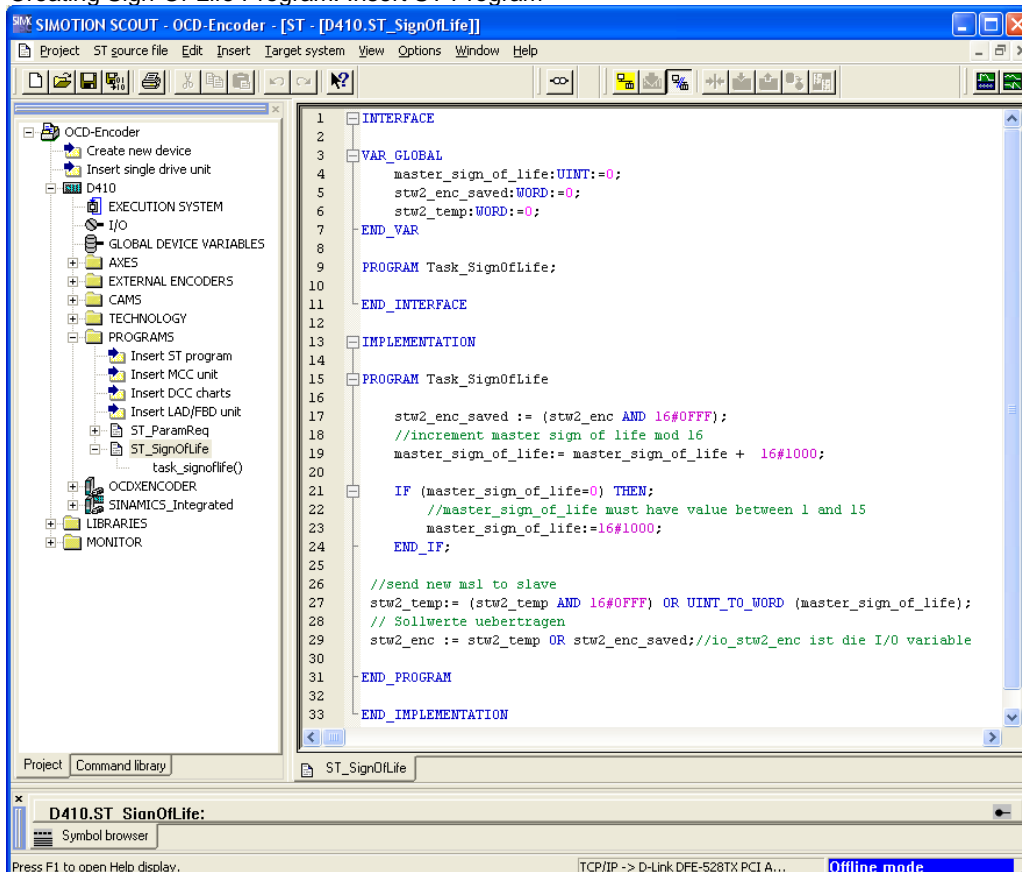 Creating Sign-Of-Life Program: Insert ST Program
SIMOTION SCOUT - OCD-Encoder - [ST - [D410.ST_SignOfLife]]
Project ST source file Edit Insert Target system View Options Window Help
OCD-Encoder
Create new device
Insert single drive unit
D410
EXECUTION SYSTEM
I/O
GLOBAL DEVICE VARIABLES
AXES
EXTERNAL ENCODERS
CAMS
TECHNOLOGY
PROGRAMS
Insert ST program
Insert MCC unit
Insert DCC charts
Insert LAD/FBD unit
ST_ParamReq
ST_SignOfLife
task_signoflife()
OCDXENCODER
SINAMICS_Integrated
LIBRARIES
MONITOR
Project Command library
1 INTERFACE
2
3 VAR_GLOBAL
4 master_sign_of_life:UINT:=0;
5 stw2_enc_saved:WORD:=0;
6 stw2_temp:WORD:=0;
7 END_VAR
8
9 PROGRAM Task_SignOfLife;
10
11 END_INTERFACE
12
13 IMPLEMENTATION
14
15 PROGRAM Task_SignOfLife
16
17 stw2_enc_saved := (stw2_enc AND 16#0FFF);
18 //increment master sign of life mod 16
19 master_sign_of_life:= master_sign_of_life + 16#1000;
20
21 IF (master_sign_of_life=0) THEN;
22 //master_sign_of_life must have value between 1 and 15
23 master_sign_of_life:=16#1000;
24 END_IF;
25
26 //send new msl to slave
27 stw2_temp:= (stw2_temp AND 16#0FFF) OR UINT_TO_WORD (master_sign_of_life);
28 // Sollwerte uebertragen
29 stw2_enc := stw2_temp OR stw2_enc_saved;//io_stw2_enc ist die I/O variable
30
31 END_PROGRAM
32
33 END_IMPLEMENTATION
ST_SignOfLife
D410.ST_SignOfLife:
Symbol browser
Press F1 to open Help display.
TCP/IP -> D-Link DFE-528TX PCI A...
Offline mode